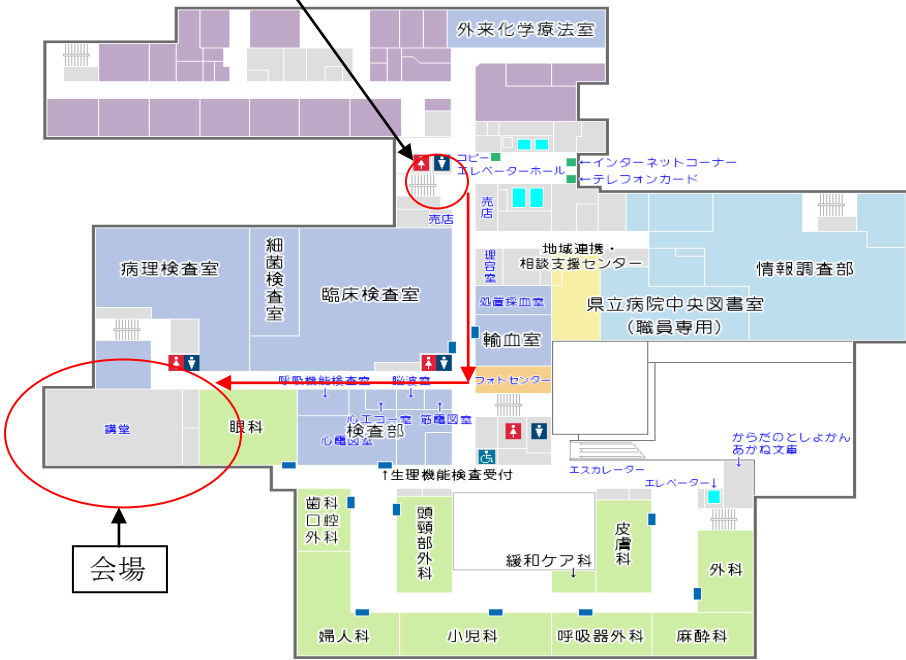 外来化学療法室
コピー
エレベーターホール
←インターネットコーナー
←テレフォンカード
売店
売店
病理検査室
細菌検査室
臨床検査室
理容室
地域連携・
相談支援センター
処置採血室
輸血室
県立病院中央図書室
（職員専用）
情報調査部
フォトセンター
呼吸機能検査室
↓
脳波室
↓
講堂
眼科
心エコー室
↑
筋電図室
↑
検査部
心電図室
↑
↑生理機能検査受付
エスカレーター
からだのとしょかん
あかね文庫
↓
エレベーター↓
会場
歯科
口腔
外科
頭頸部外科
緩和ケア科
↓
皮膚科
外科
婦人科
小児科
呼吸器外科
麻酔科